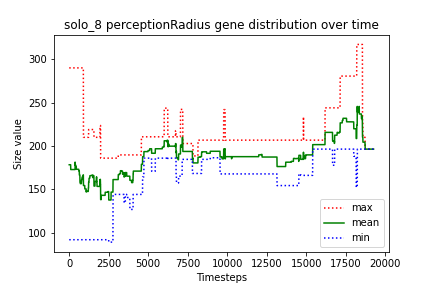 solo_8 perceptionRadius gene distribution over time
Size value
300
250
200
150
100
0
2500
5000
7500
10000
12500
15000
17500
20000
Timesteps
max
mean
min